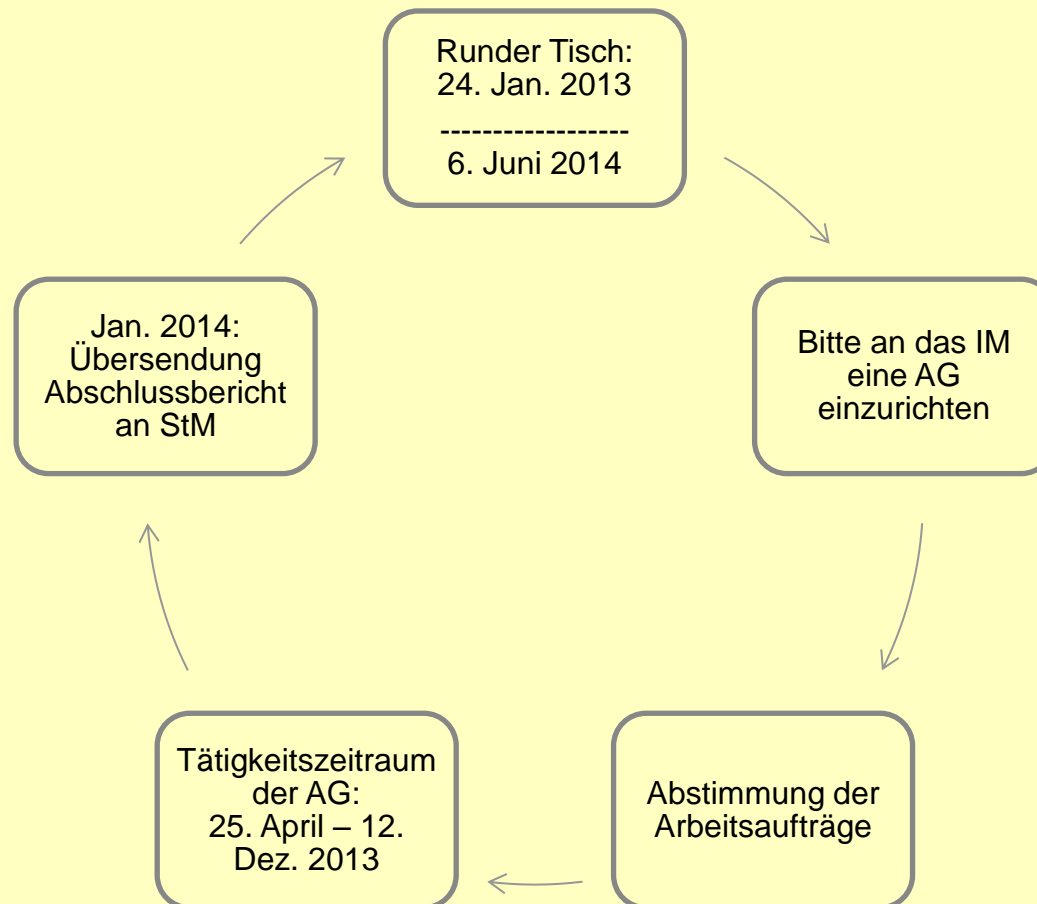 Runder Tisch:
24. Jan. 2013
------------------
6. Juni 2014
Bitte an das IM
eine AG
einzurichten
Abstimmung der
Arbeitsaufträge
Tätigkeitszeitraum
der AG:
25. April – 12.
Dez. 2013
Jan. 2014:
Übersendung
Abschlussbericht
an StM